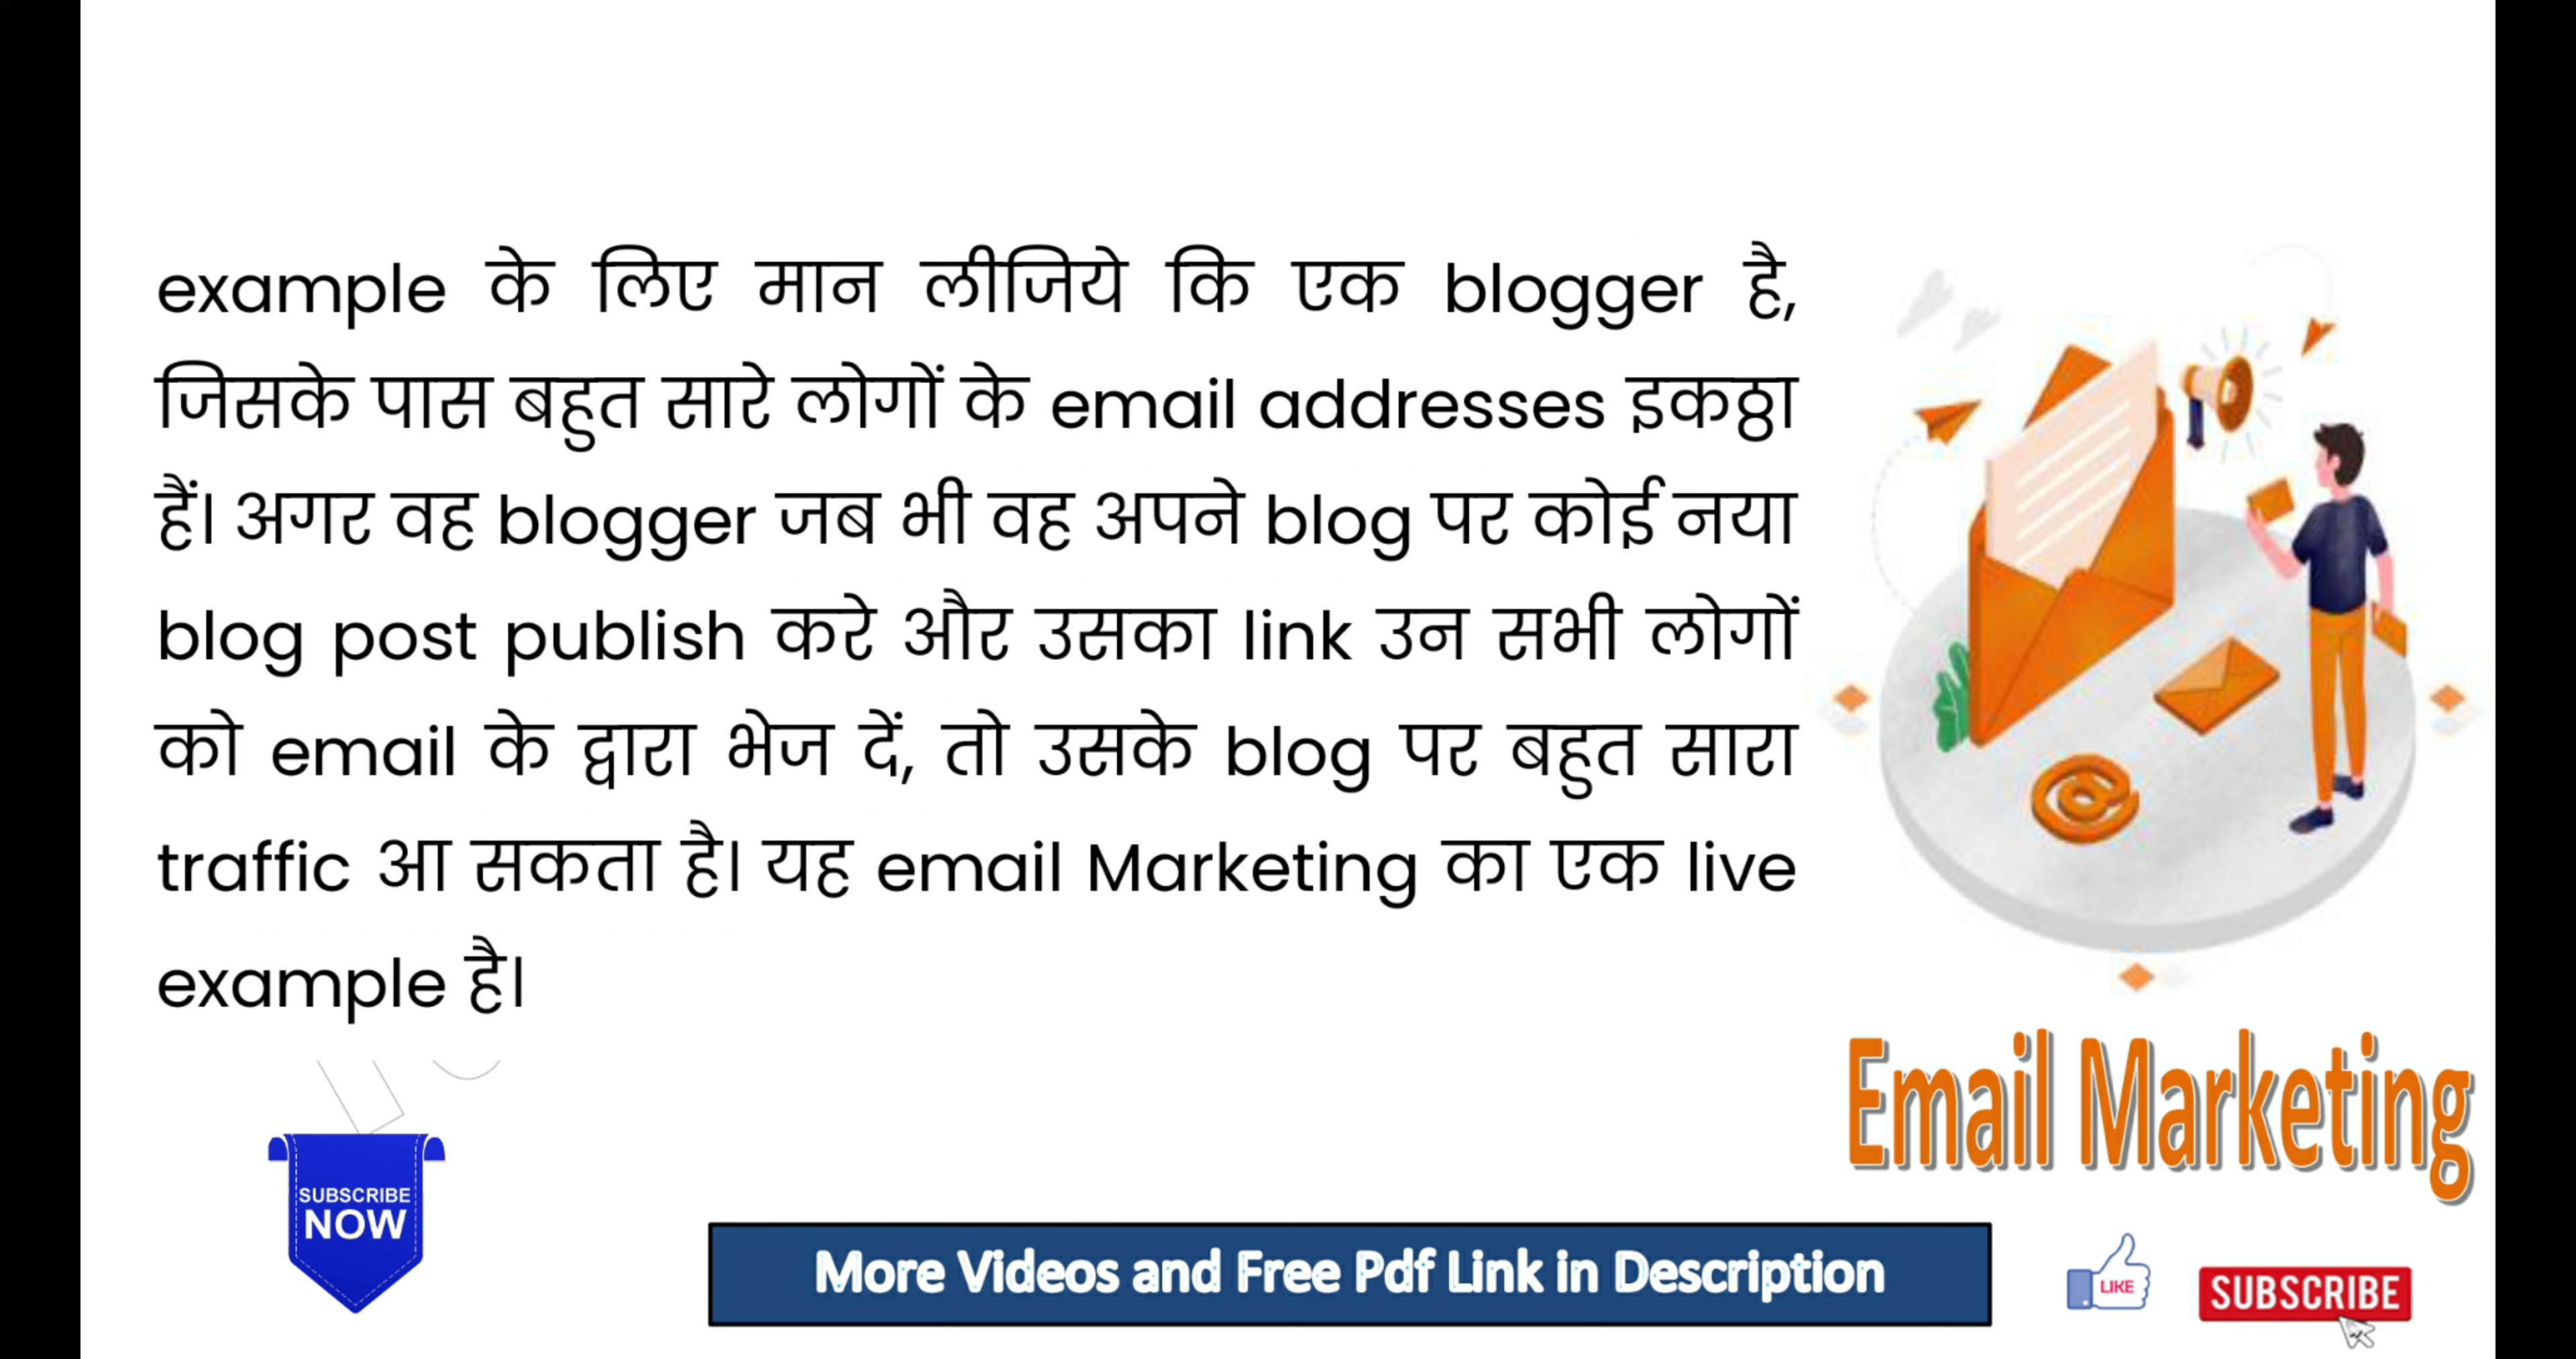 example के लिए मान लीजिये कि एक blogger है,
जिसके पास बहुत सारे लोगों के email addresses इकठ्ठा
हैं। अगर वह blogger जब भी वह अपने blog पर कोई नया
blog post publish करे और उसका link उन सभी लोगों
को email के द्वारा भेज दें, तो उसके blog पर बहुत सारा
traffic आ सकता है। यह email Marketing का एक live
example है।
Email Marketing
SUBSCRIBE
NOW
More Videos and Free Pdf Link in Description
LIKE
SUBSCRIBE